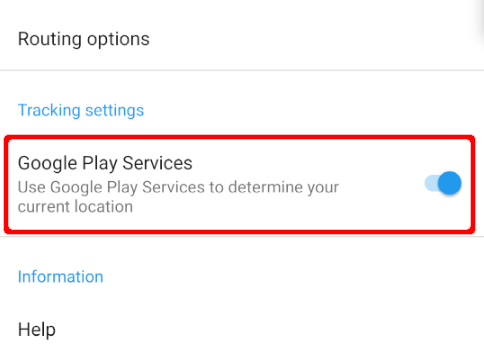 Routing options
Tracking settings
Google Play Services
Use Google Play Services to determine your
current location
Information
Help